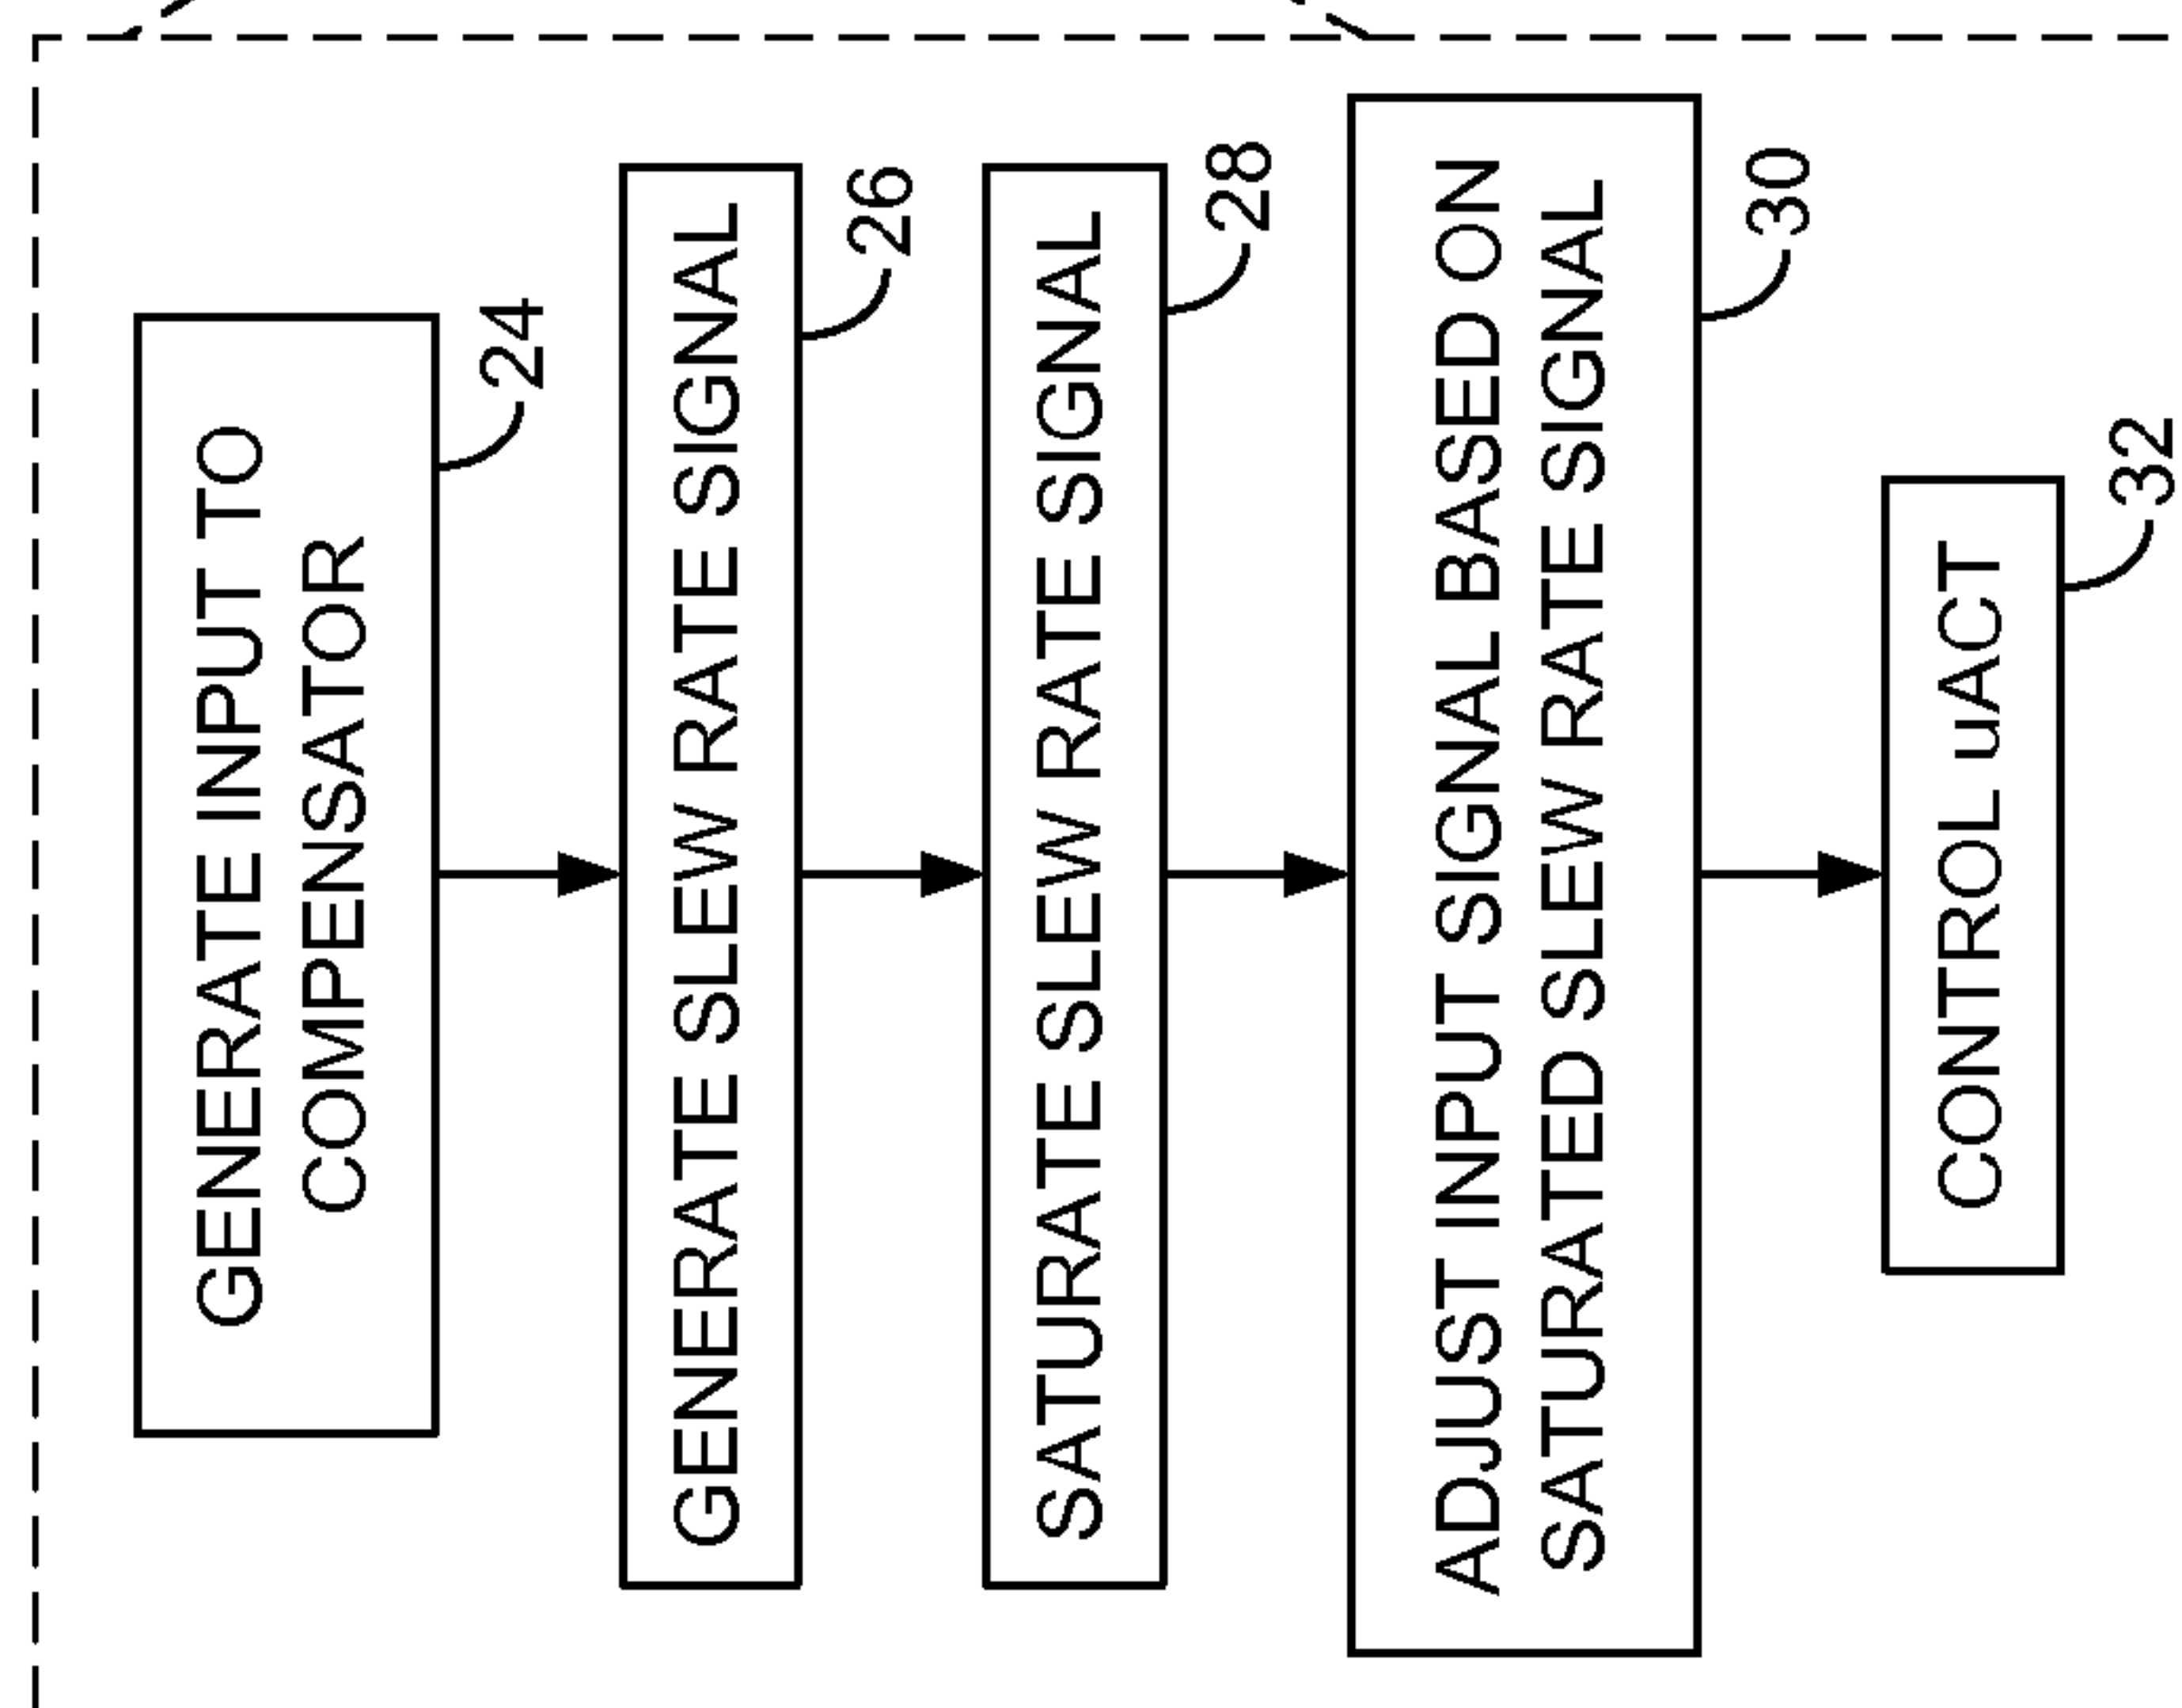 GENERATE INPUT TO
COMPENSATOR
24
GENERATE SLEW RATE SIGNAL
26
SATURATE SLEW RATE SIGNAL
28
ADJUST INPUT SIGNAL BASED ON
SATURATED SLEW RATE SIGNAL
30
CONTROL uACT
32